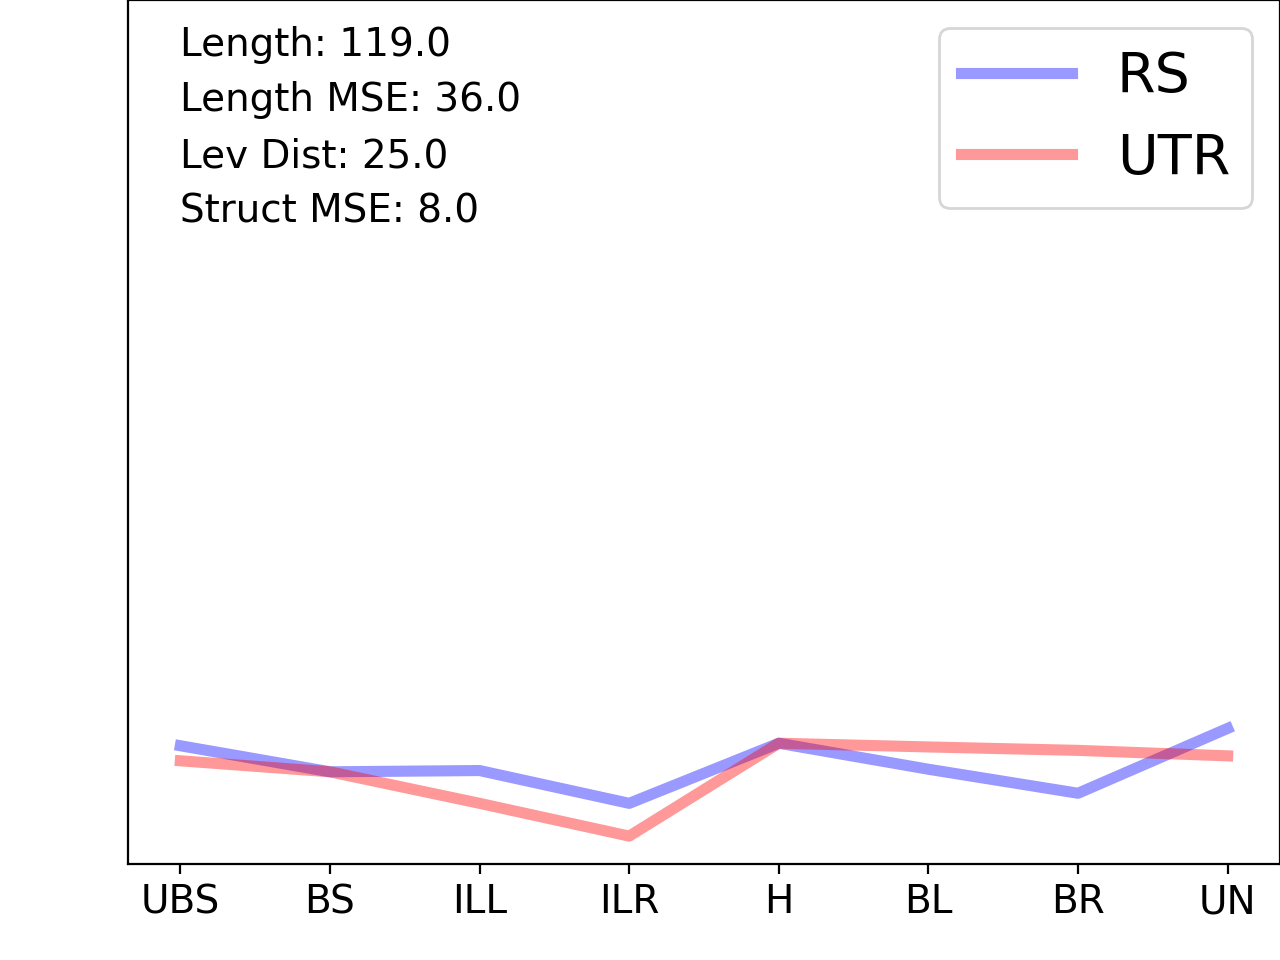 Length: 119.0
Length MSE: 36.0
Lev Dist: 25.0
Struct MSE: 8.0
RS
UTR
UBS BS ILL ILR H BL BR UN